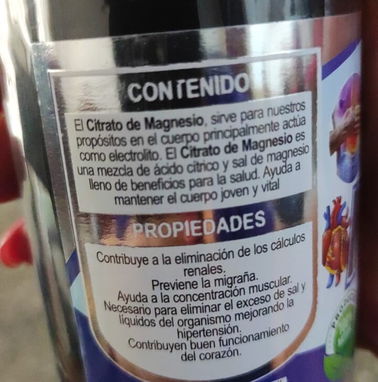 CONTENIDO
El Citrato de Magnesio, sirve para nuestros
propósitos en el cuerpo principalmente actúa
como electrolito. El Citrato de Magnesio es
una mezcla de ácido cítrico y sal de magnesio
lleno de beneficios para la salud. Ayuda a
mantener el cuerpo joven y vital
PROPIEDADES
Contribuye a la eliminación de los cálculos
renales.
Previene la migraña.
Ayuda a la concentración muscular.
Necesario para eliminar el exceso de sal y
líquidos del organismo mejorando la
hipertensión.
Contribuyen buen funcionamiento
del corazón.